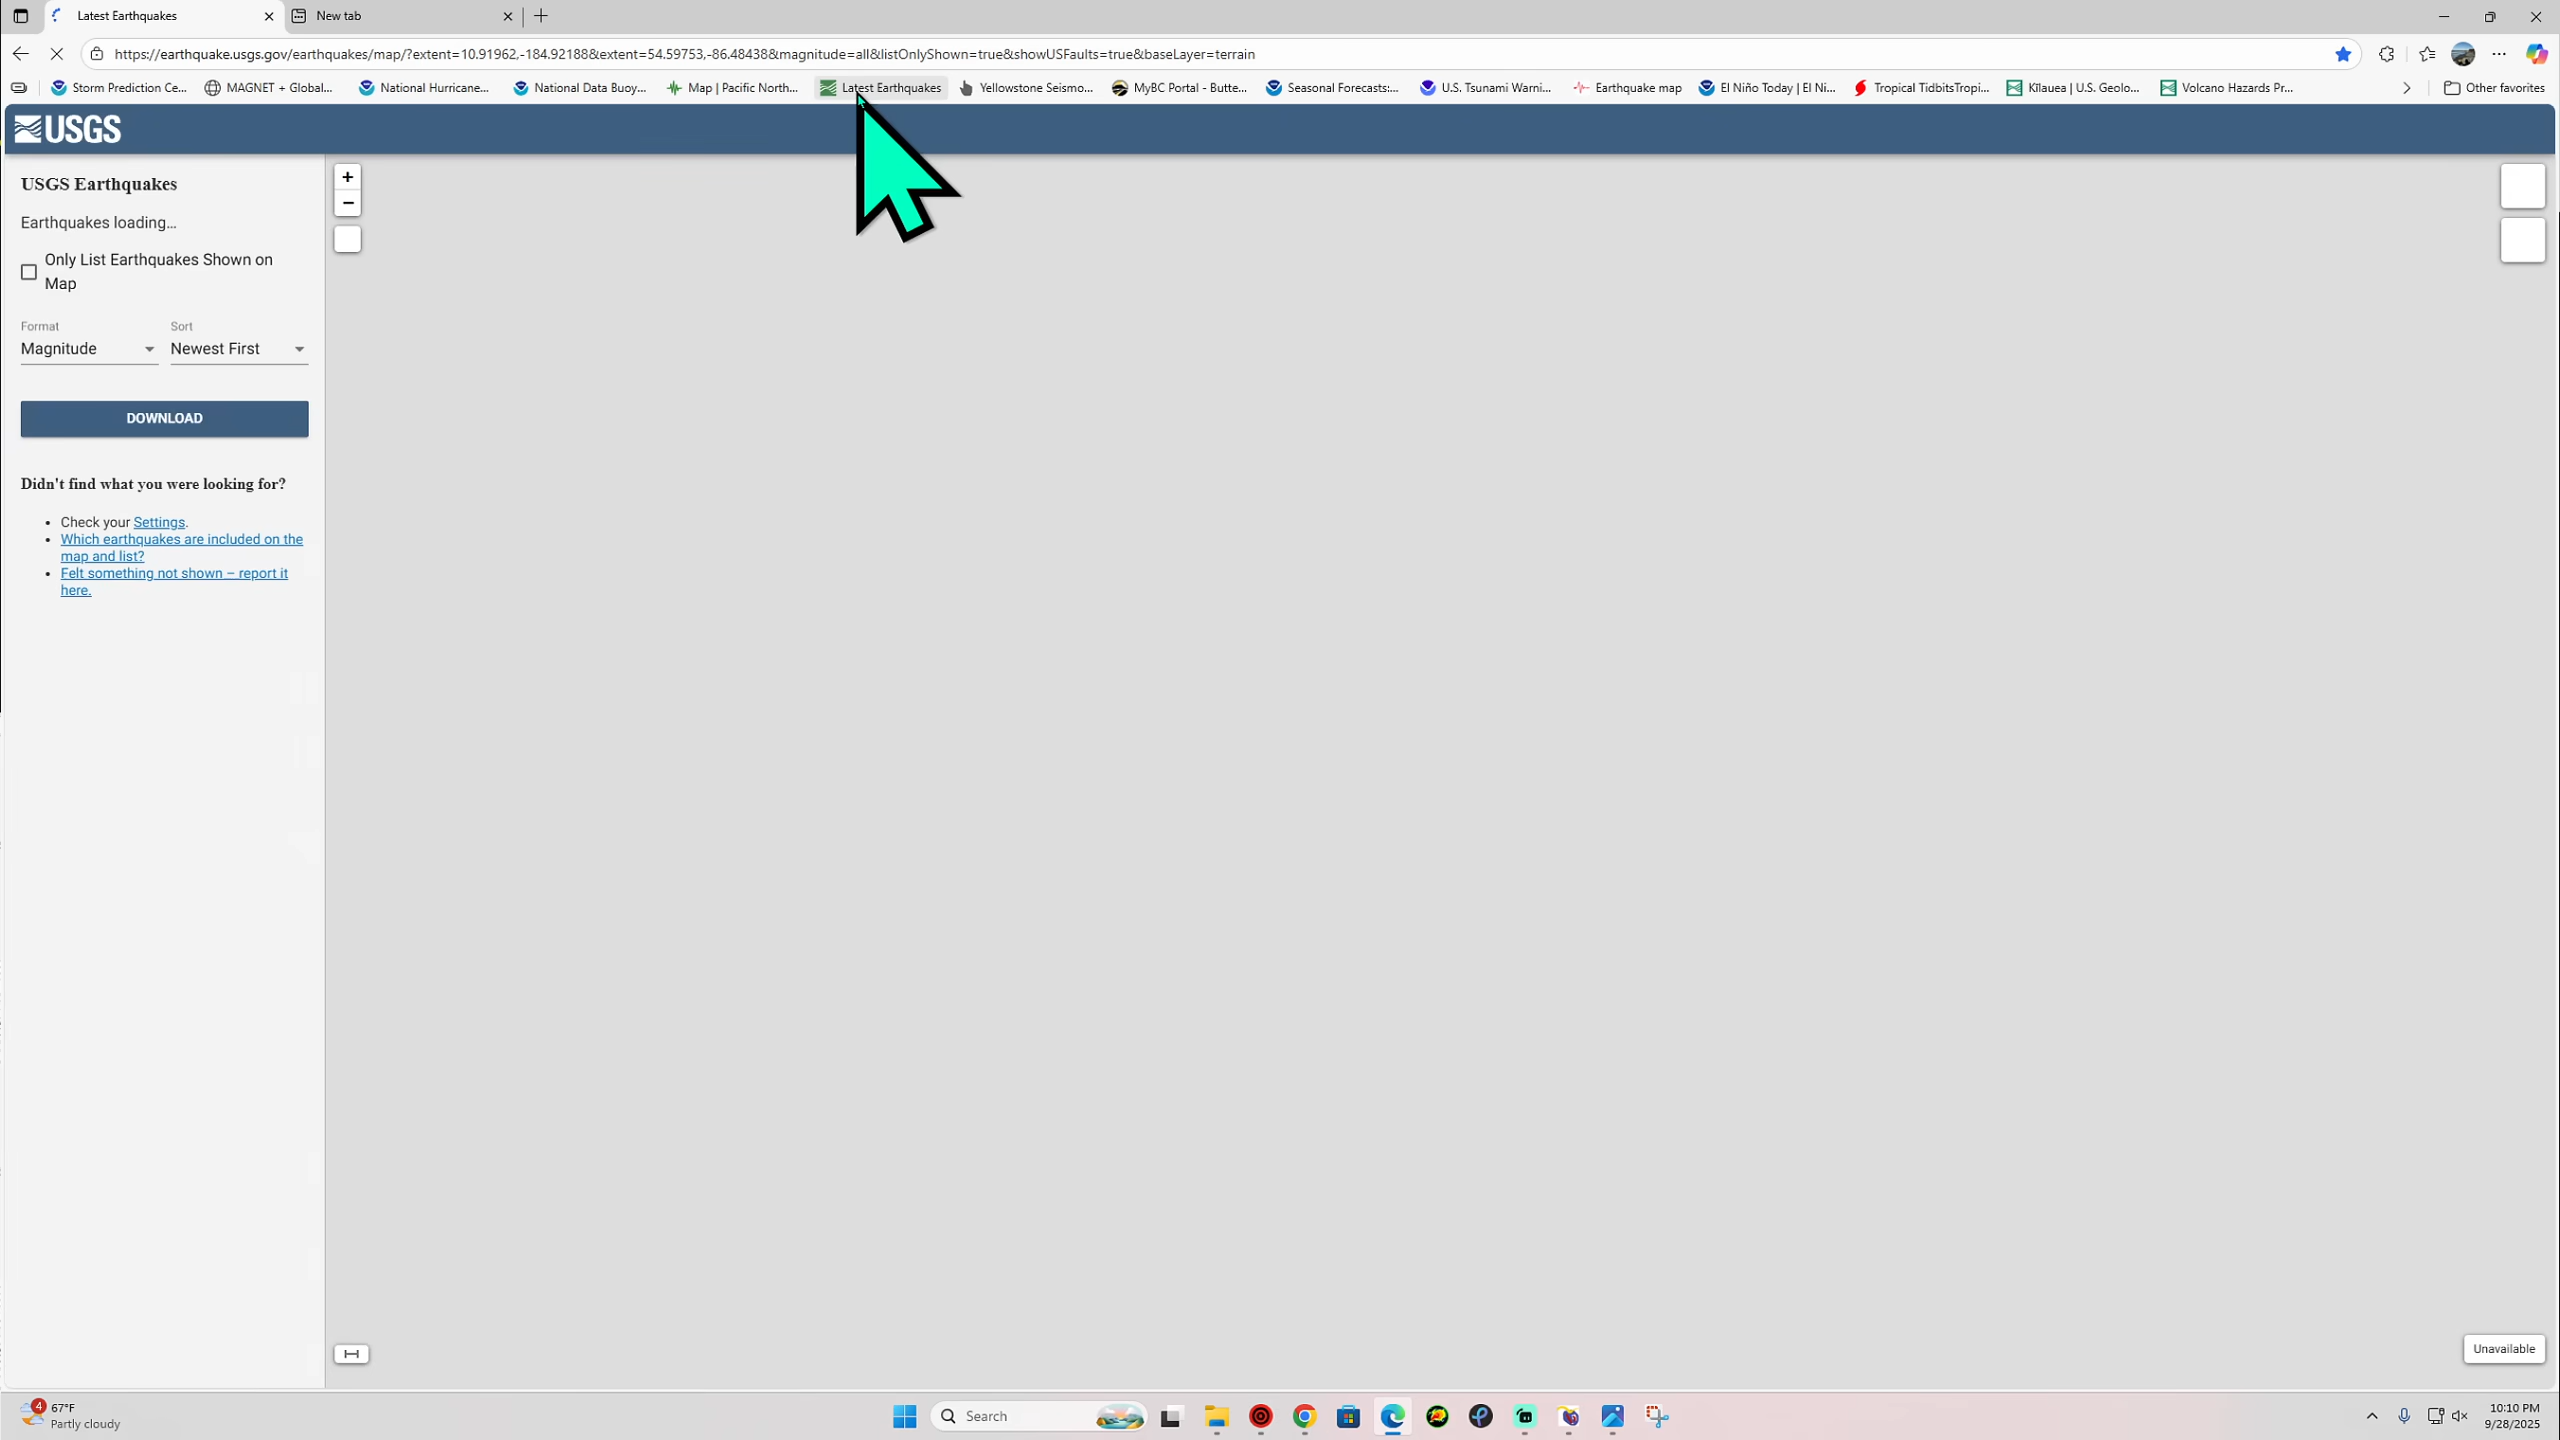 Latest Earthquakes
New tab
https://earthquake.usgs.gov/earthquakes/map/?extent=10.91962,-184.92188&extent=54.59753,-86.48438&magnitude=all&listOnlyShown=true&showUSFaults=true&baseLayer=terrain
Storm Prediction Ce... MAGNET + Global... National Hurricane... National Data Buoy... Map | Pacific North... Latest Earthquakes Yellowstone Seismo... MyBC Portal - Butte... Seasonal Forecasts:... U.S. Tsunami Warni... Earthquake map El Niño Today | El Ni... Tropical TidbitsTropi... Kīlauea | U.S. Geolo... Volcano Hazards Pr... Other favorites
USGS
USGS Earthquakes
Earthquakes loading...
Only List Earthquakes Shown on
Map
Format Sort
Magnitude Newest First
DOWNLOAD
Didn't find what you were looking for?
• Check your Settings.
• Which earthquakes are included on the
map and list?
• Felt something not shown – report it
here.
+
−
Unavailable
4
67°F
Partly cloudy
Search
10:10 PM
9/28/2025